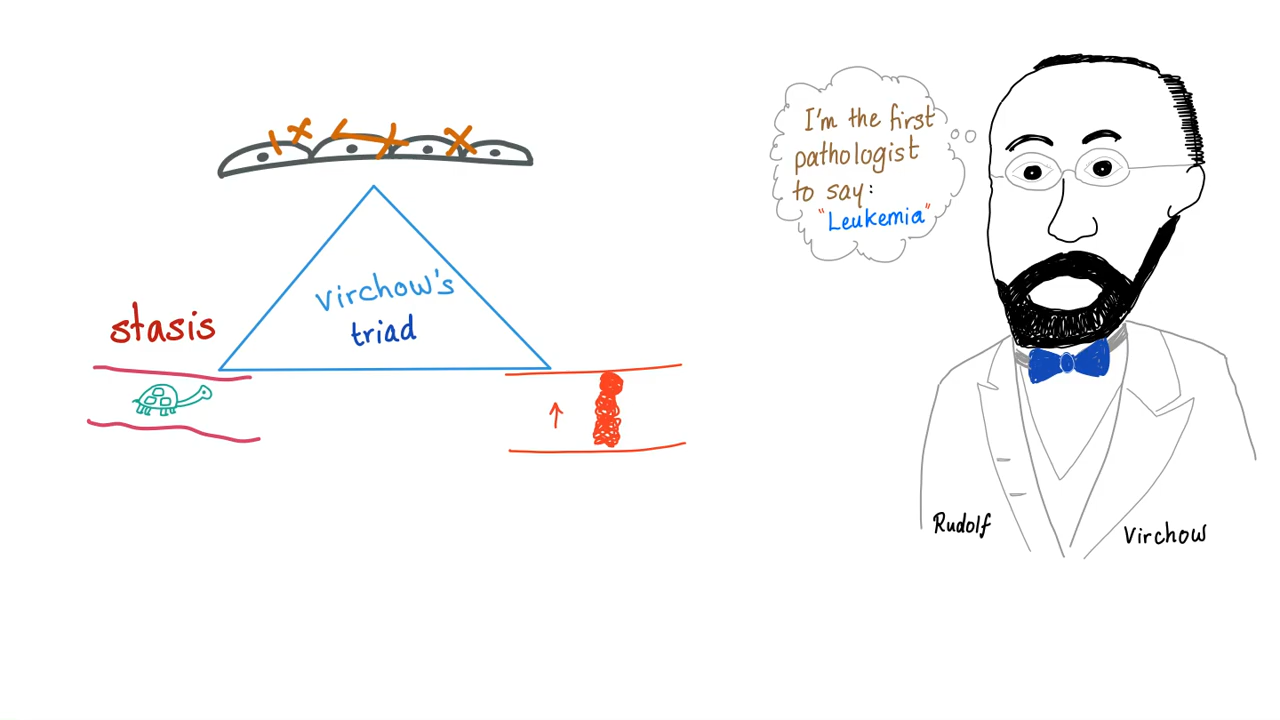 virchow's
triad
stasis
I'm the first
pathologist
to say:
"Leukemia"
Rudolf
Virchow